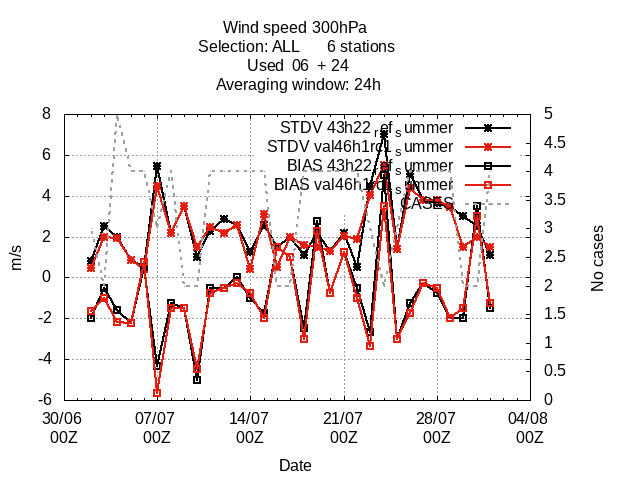 Wind speed 300hPa
Selection: ALL 6 stations
Used 06 + 24
Averaging window: 24h
STDV 43h22_ref_summer
STDV val46h1rc1_summer
BIAS 43h22_ref_summer
BIAS val46h1rc1_summer
CASES
8
6
4
2
0
-2
-4
-6
m/s
5
4.5
4
3.5
3
2.5
2
1.5
1
0.5
0
No cases
30/06 07/07 14/07 21/07 28/07 04/08
00Z 00Z 00Z 00Z 00Z 00Z
Date